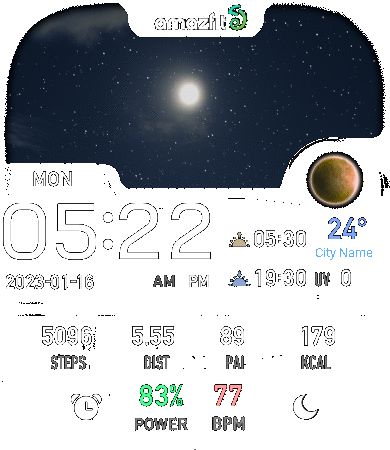 amazfit
MON
05:22
05:30
24°
City Name
2023-01-16 AM PM
19:30 UV 0
5096 5.55 89 179
STEPS DIST PAI KCAL
83% 77
POWER BPM